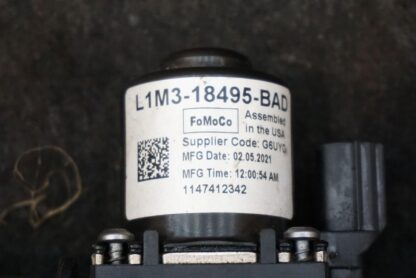 L1M3-18495-BAD
FoMoCo Assembled
in the USA
Supplier Code:
MFG Date: 02.05.2021
MFG Time: 12:00:54 AM
1147412342